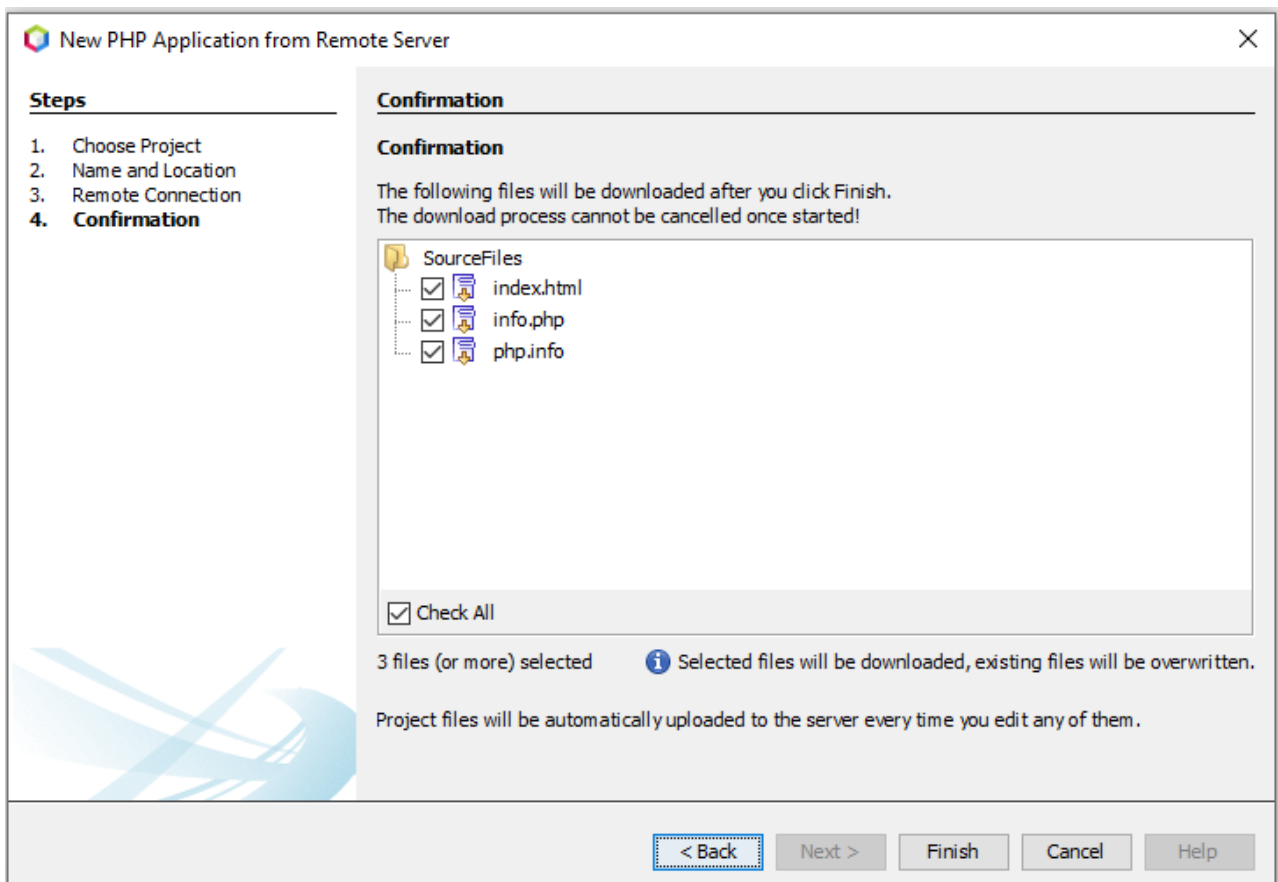 New PHP Application from Remote Server
Steps
1. Choose Project
2. Name and Location
3. Remote Connection
4. Confirmation
Confirmation
Confirmation
The following files will be downloaded after you click Finish.
The download process cannot be cancelled once started!
SourceFiles
index.html
info.php
php.info
Check All
3 files (or more) selected
Selected files will be downloaded, existing files will be overwritten.
Project files will be automatically uploaded to the server every time you edit any of them.
< Back Next > Finish Cancel Help